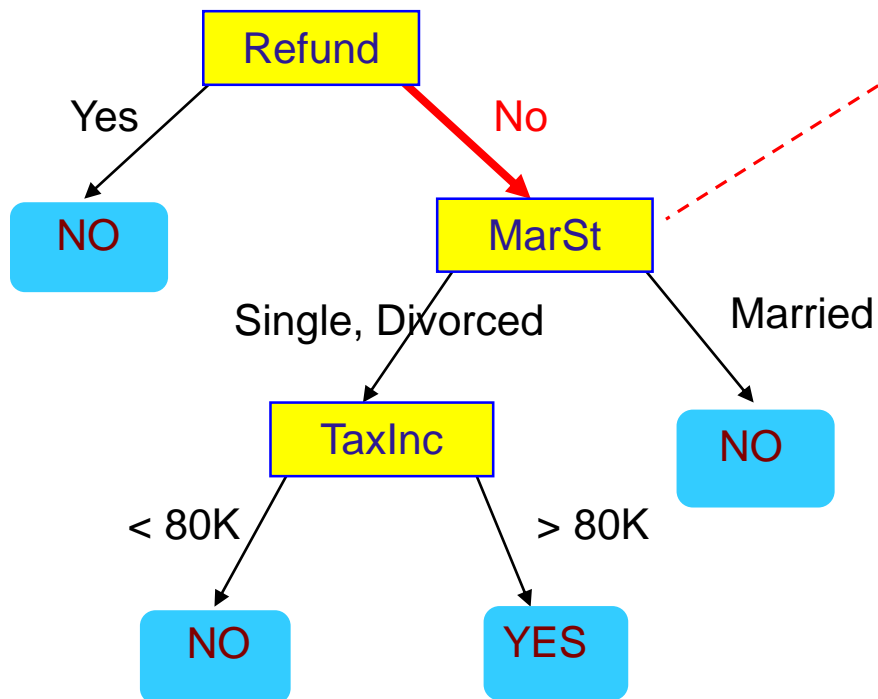 Refund
Yes
No
NO
MarSt
Single, Divorced
Married
TaxInc
NO
< 80K
> 80K
NO
YES